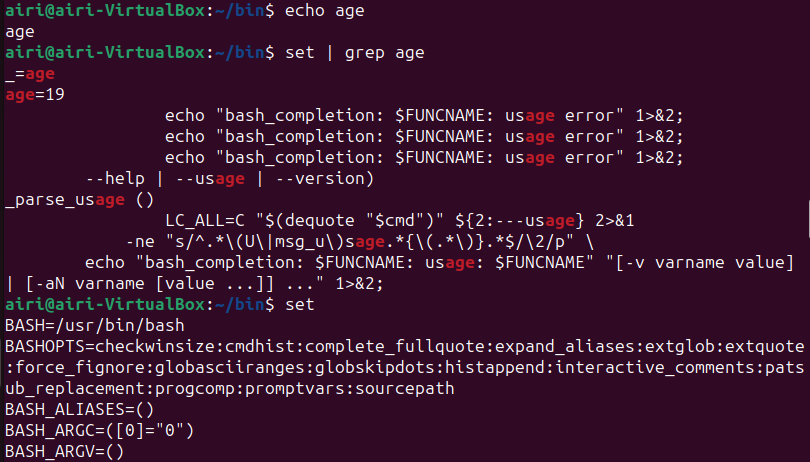 airi@airi-VirtualBox:~/bin$ echo age
age
airi@airi-VirtualBox:~/bin$ set | grep age
_=age
age=19
                echo "bash_completion: $FUNCNAME: usage error" 1>&2;
                echo "bash_completion: $FUNCNAME: usage error" 1>&2;
                echo "bash_completion: $FUNCNAME: usage error" 1>&2;
        --help | --usage | --version)
_parse_usage ()
                LC_ALL=C "$(dequote "$cmd")" ${2:---usage} 2>&1
            -ne "s/^.*\(U\|msg_u\)sage.*{\(.*\)}.*$/\2/p" \
        echo "bash_completion: $FUNCNAME: usage: $FUNCNAME" "[-v varname value]
| [-aN varname [value ...]] ..." 1>&2;
airi@airi-VirtualBox:~/bin$ set
BASH=/usr/bin/bash
BASHOPTS=checkwinsize:cmdhist:complete_fullquote:expand_aliases:extglob:extquote
:force_fignore:globasciiranges:globskipdots:histappend:interactive_comments:pats
ub_replacement:progcomp:promptvars:sourcepath
BASH_ALIASES=()
BASH_ARGC=([0]="0")
BASH_ARGV=()